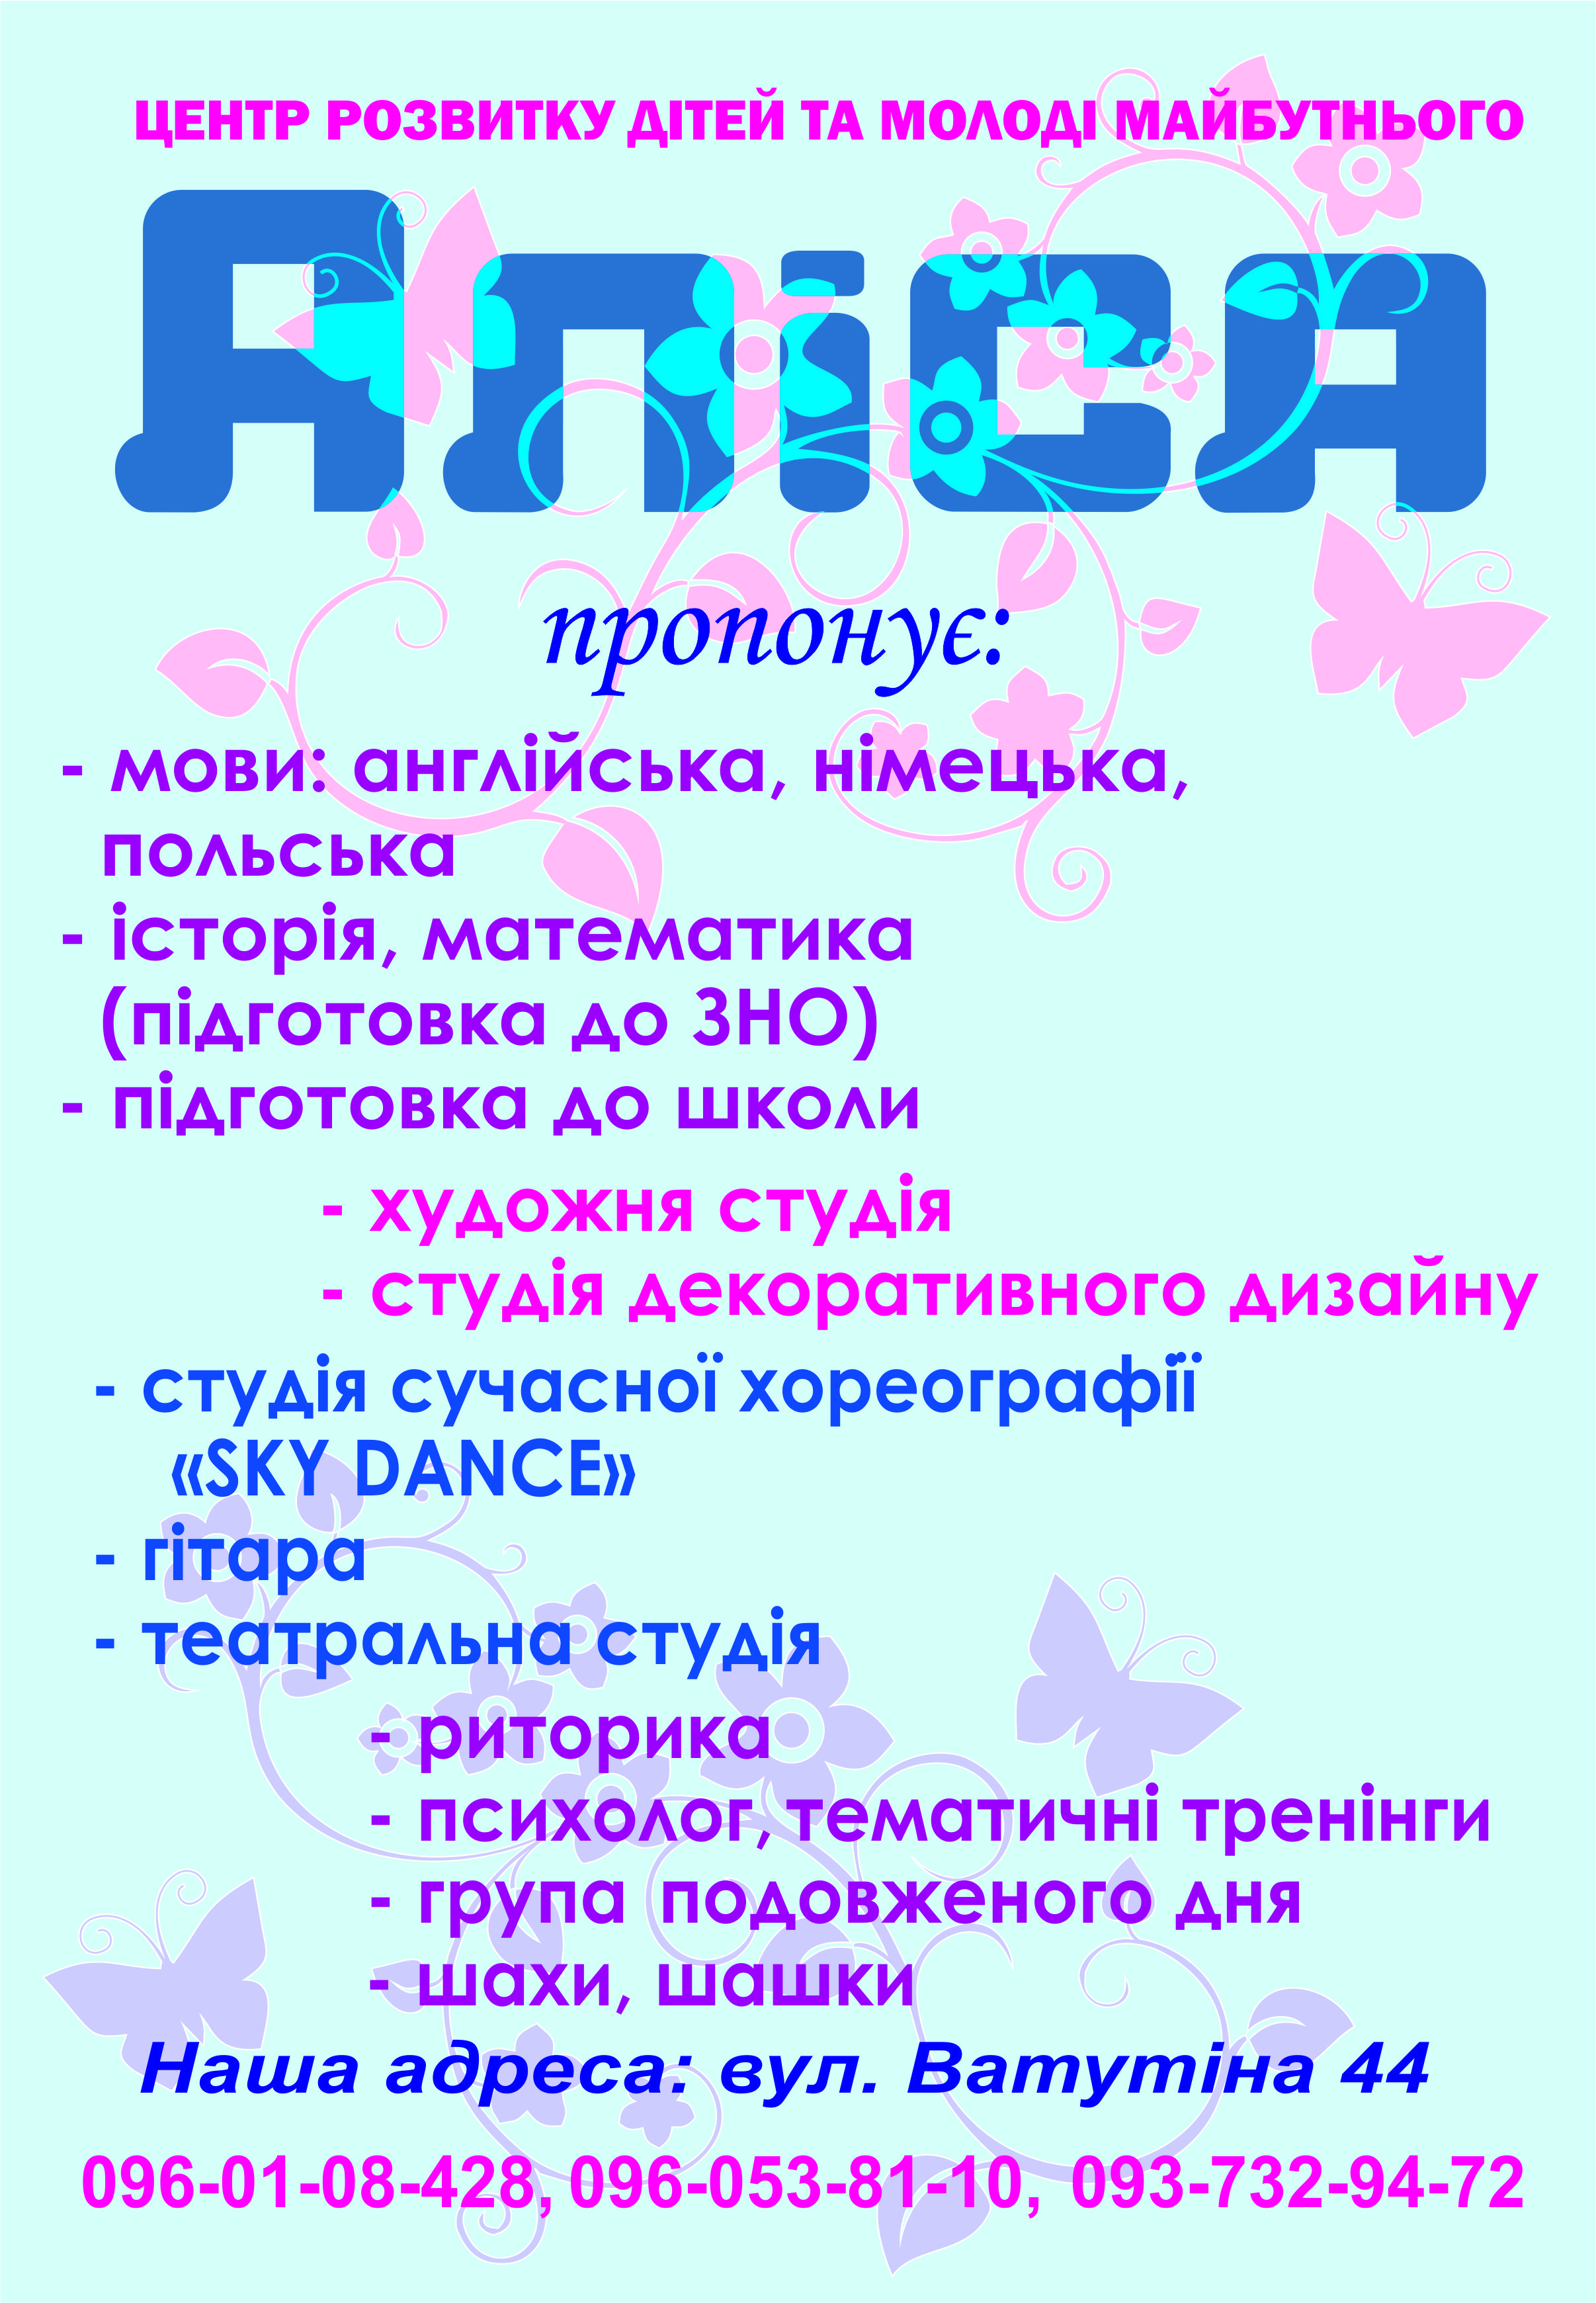 ЦЕНТР РОЗВИТКУ ДІТЕЙ ТА МОЛОДІ МАЙБУТНЬОГО
Аліса
пропонує:
- мови: англійська, німецька,
польська
- історія, математика
(підготовка до ЗНО)
- підготовка до школи
- художня студія
- студія декоративного дизайну
- студія сучасної хореографії
«SKY DANCE»
- гітара
- театральна студія
- риторика
- психолог,тематичні тренінги
- група подовженого дня
- шахи, шашки
Наша адреса: вул. Ватутіна 44
096-01-08-428, 096-053-81-10, 093-732-94-72